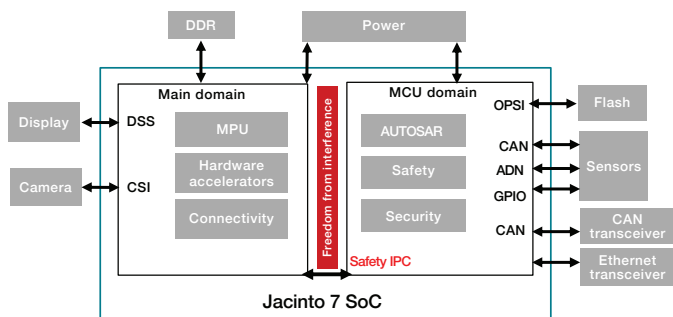 DDR
Power
Main domain
MCU domain
OPSI
Flash
Display
DSS
MPU
AUTOSAR
CAN
ADN
GPIO
Sensors
Camera
CSI
Hardware
accelerators
Safety
Freedom from interference
Connectivity
Security
CAN
CAN
transceiver
Safety IPC
Ethernet
transceiver
Jacinto 7 SoC